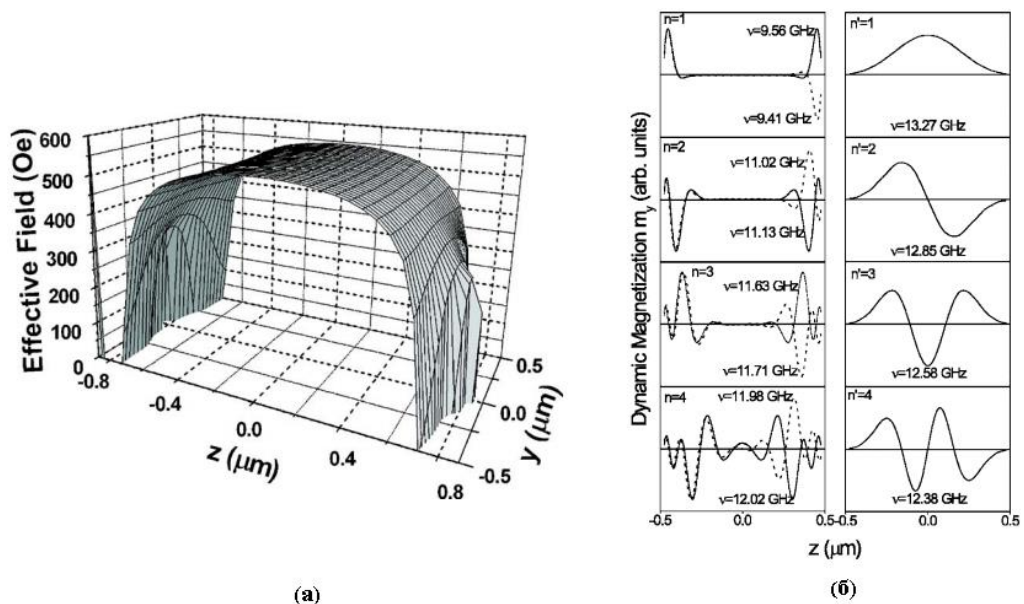 Effective Field (Oe)
600
500
400
300
200
100
0
-0.8
-0.4
0.0
0.4
0.8
z (μm)
0.5
0.0
-0.5
y (μm)
(а)
Dynamic Magnetization m_y (arb. units)
n=1
ν=9.56 GHz
ν=9.41 GHz
n=2
ν=11.02 GHz
ν=11.13 GHz
n=3
ν=11.63 GHz
ν=11.71 GHz
n=4
ν=11.98 GHz
ν=12.02 GHz
n'=1
ν=13.27 GHz
n'=2
ν=12.85 GHz
n'=3
ν=12.58 GHz
n'=4
ν=12.38 GHz
-0.5 0.0 0.5 -0.5 0.0 0.5
z (μm)
(б)